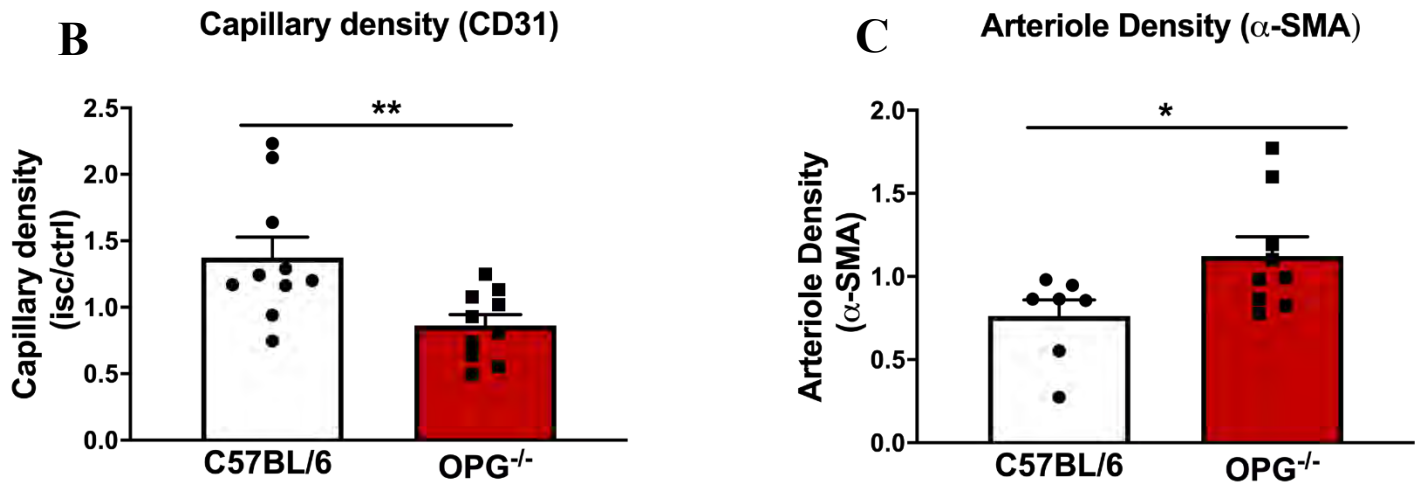 B
Capillary density (CD31)
**
Capillary density
(isc/ctrl)
2.5
2.0
1.5
1.0
0.5
0.0
C57BL/6
OPG-/-
C
Arteriole Density (α-SMA)
*
Arteriole Density
(α-SMA)
2.0
1.5
1.0
0.5
0.0
C57BL/6
OPG-/-